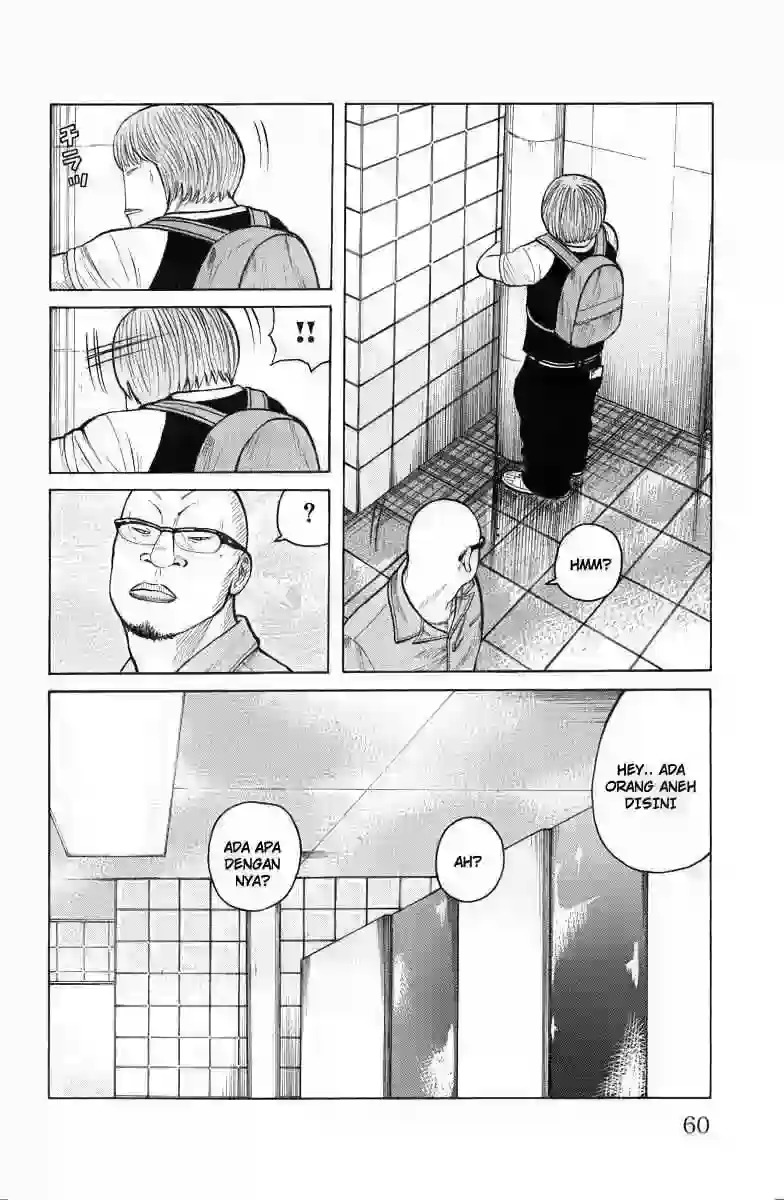 HMM?
チラッ
!!
?
HEY.. ADA
ORANG ANEH
DISINI
AH?
ADA APA
DENGAN
NYA?
60